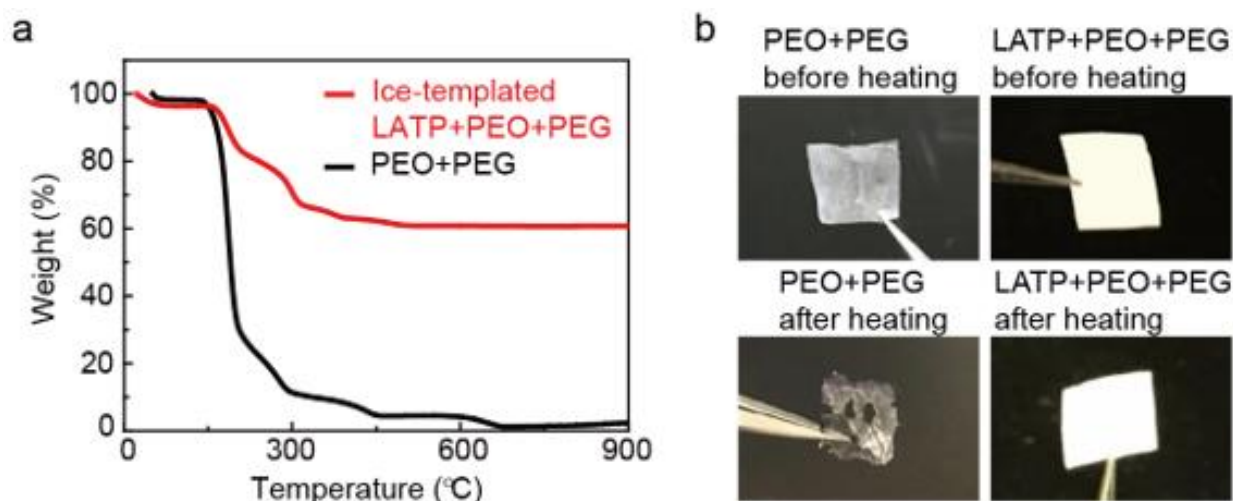 a
100
80
60
40
20
0
Weight (%)
Ice-templated
LATP+PEO+PEG
PEO+PEG
0
300
600
900
Temperature (℃)
b
PEO+PEG
before heating
LATP+PEO+PEG
before heating
PEO+PEG
after heating
LATP+PEO+PEG
after heating